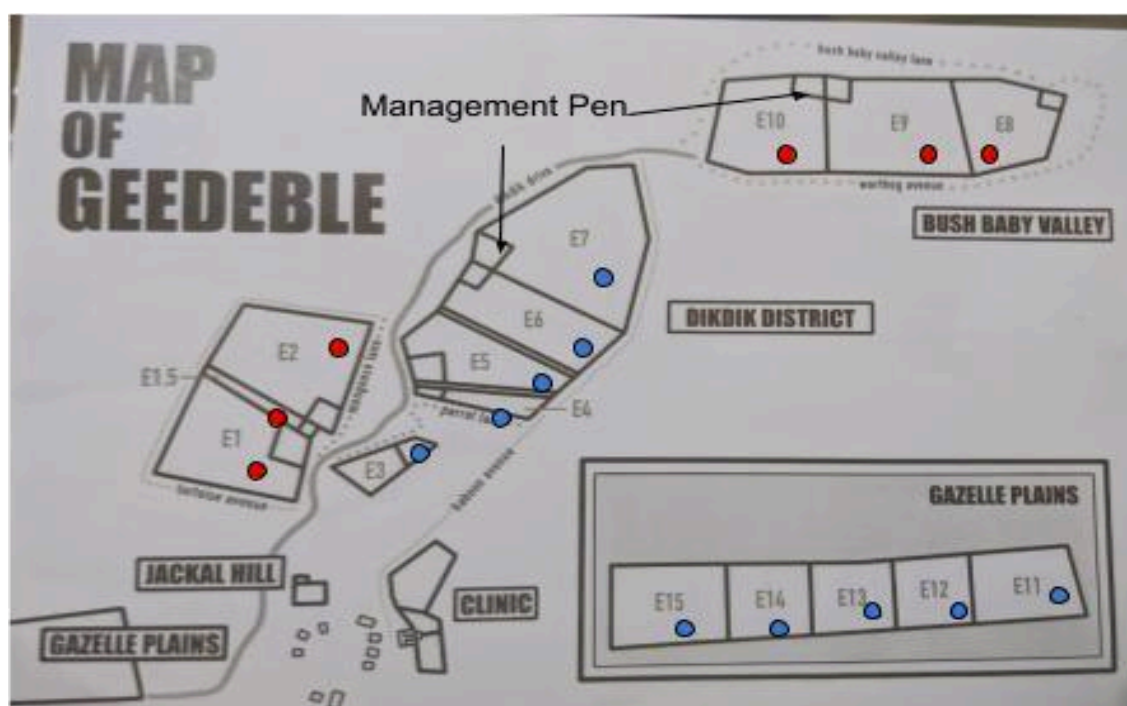 MAP
OF
GEEDEBLE
Management Pen
bush baby valley lane
E10
E9
E8
warthog avenue
BUSH BABY VALLEY
dikdik drive
E7
E6
E5
E4
DIKDIK DISTRICT
E2
E1.5
E1
E3
tortoise avenue
baboon avenue
JACKAL HILL
CLINIC
GAZELLE PLAINS
GAZELLE PLAINS
E15
E14
E13
E12
E11